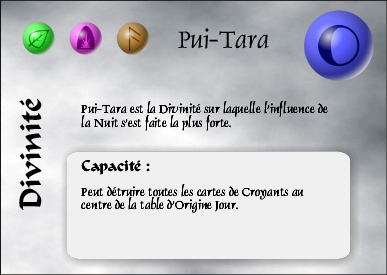 Pui-Tara
Divinité
Pui-Tara est la Divinité sur laquelle l'influence de
la Nuit s'est faite la plus forte.
Capacité :
Peut détruire toutes les cartes de Croyants au
centre de la table d'Origine Jour.